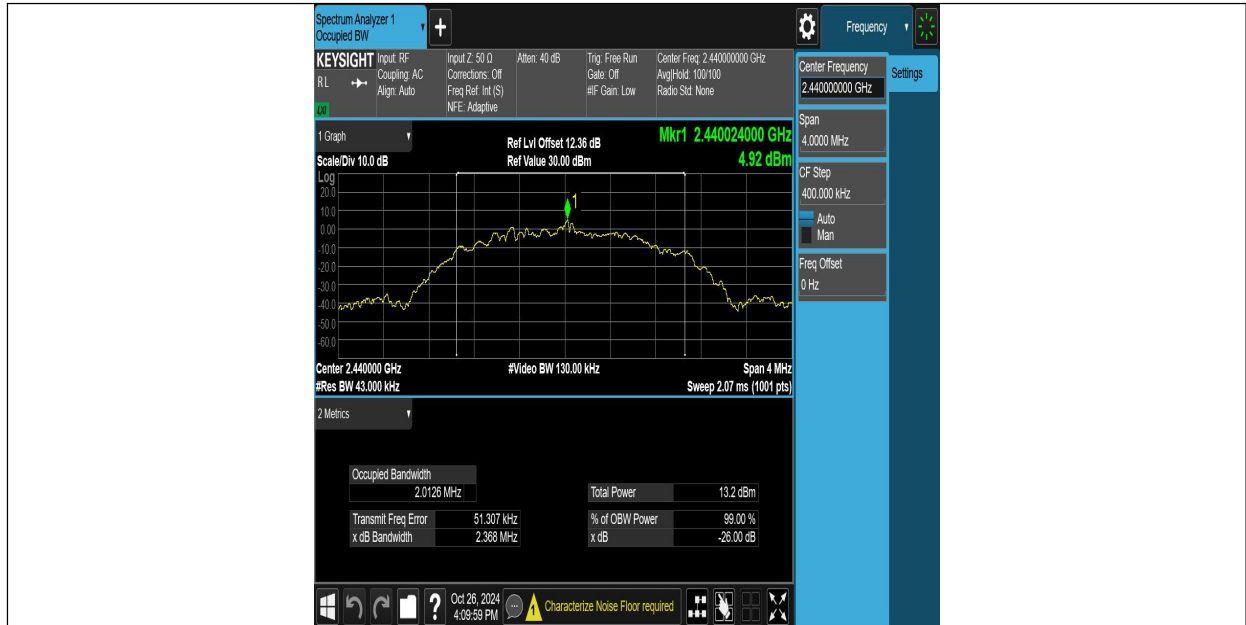 Spectrum Analyzer 1
Occupied BW
+
Frequency
KEYSIGHT
RL
LXI
Input: RF
Coupling: AC
Align: Auto
Input Z: 50 Ω
Corrections: Off
Freq Ref: Int (S)
NFE: Adaptive
Atten: 40 dB
Trig: Free Run
Gate: Off
#IF Gain: Low
Center Freq: 2.440000000 GHz
Avg|Hold: 100/100
Radio Std: None
Center Frequency
2.440000000 GHz
Settings
Span
4.0000 MHz
CF Step
400.000 kHz
Auto
Man
Freq Offset
0 Hz
1 Graph
Scale/Div 10.0 dB
Ref Lvl Offset 12.36 dB
Ref Value 30.00 dBm
Mkr1 2.440024000 GHz
4.92 dBm
Log
20.0
10.0
0.00
-10.0
-20.0
-30.0
-40.0
-50.0
-60.0
1
Center 2.440000 GHz
#Res BW 43.000 kHz
#Video BW 130.00 kHz
Span 4 MHz
Sweep 2.07 ms (1001 pts)
2 Metrics
Occupied Bandwidth
2.0126 MHz
Total Power 13.2 dBm
Transmit Freq Error 51.307 kHz
% of OBW Power 99.00 %
x dB Bandwidth 2.368 MHz
x dB -26.00 dB
?
Oct 26, 2024
4:09:59 PM
1
Characterize Noise Floor required